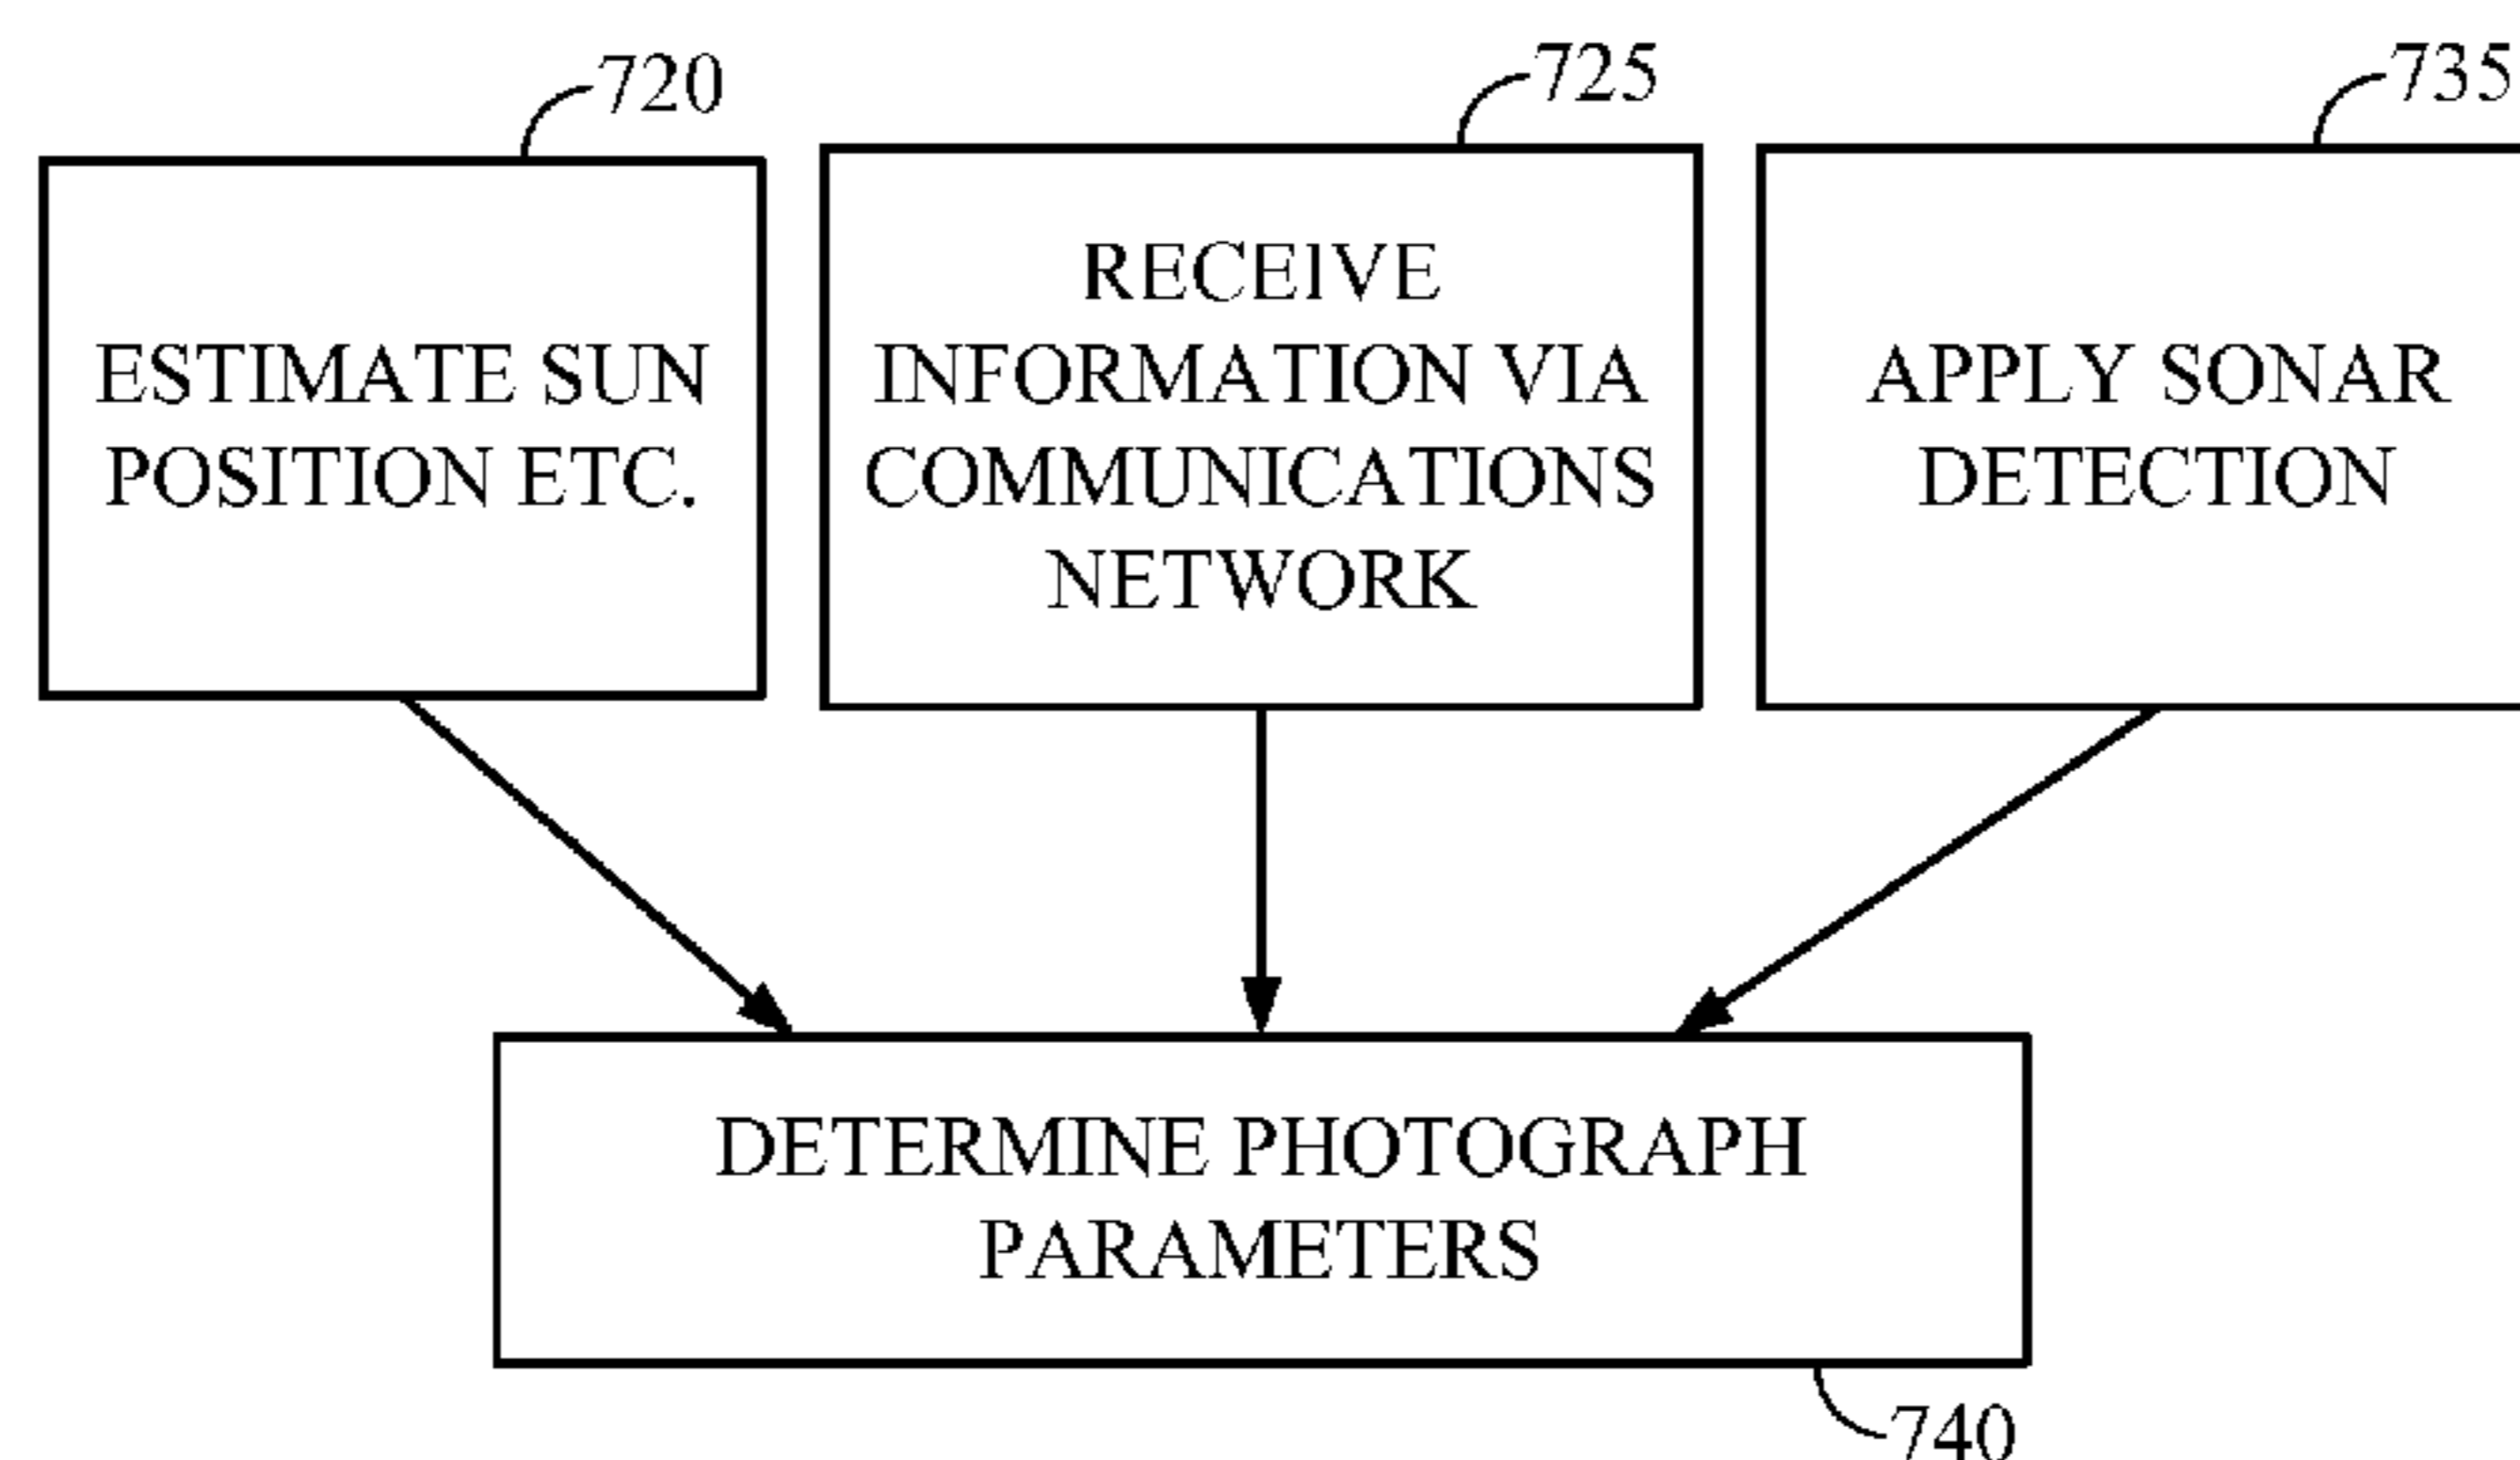 720
725
735
ESTIMATE SUN
POSITION ETC.
RECEIVE
INFORMATION VIA
COMMUNICATIONS
NETWORK
APPLY SONAR
DETECTION
DETERMINE PHOTOGRAPH
PARAMETERS
740